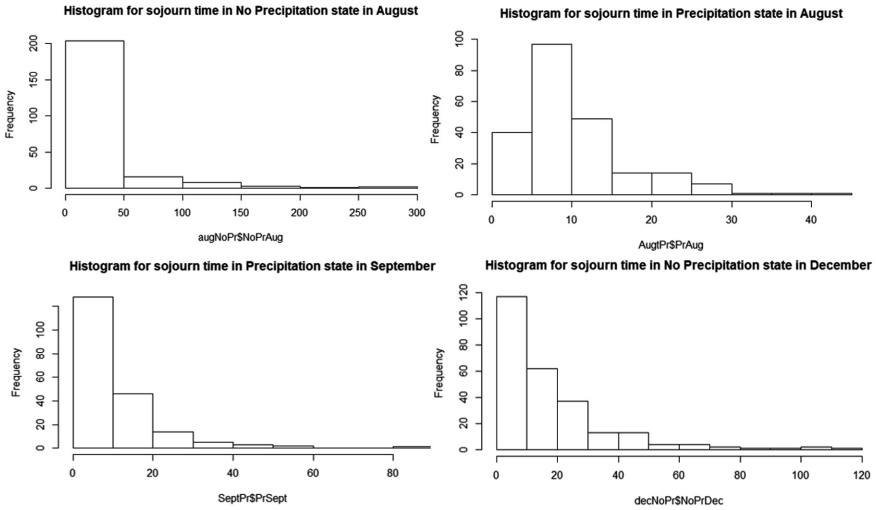 Histogram for sojourn time in No Precipitation state in August
Frequency
200
150
100
50
0
0 50 100 150 200 250 300
augNoPr$NoPrAug
Histogram for sojourn time in Precipitation state in August
Frequency
100
80
60
40
20
0
0 10 20 30 40
AugtPr$PrAug
Histogram for sojourn time in Precipitation state in September
Frequency
100
80
60
40
20
0
0 20 40 60 80
SeptPr$PrSept
Histogram for sojourn time in No Precipitation state in December
Frequency
120
100
80
60
40
20
0
0 20 40 60 80 100 120
decNoPr$NoPrDec